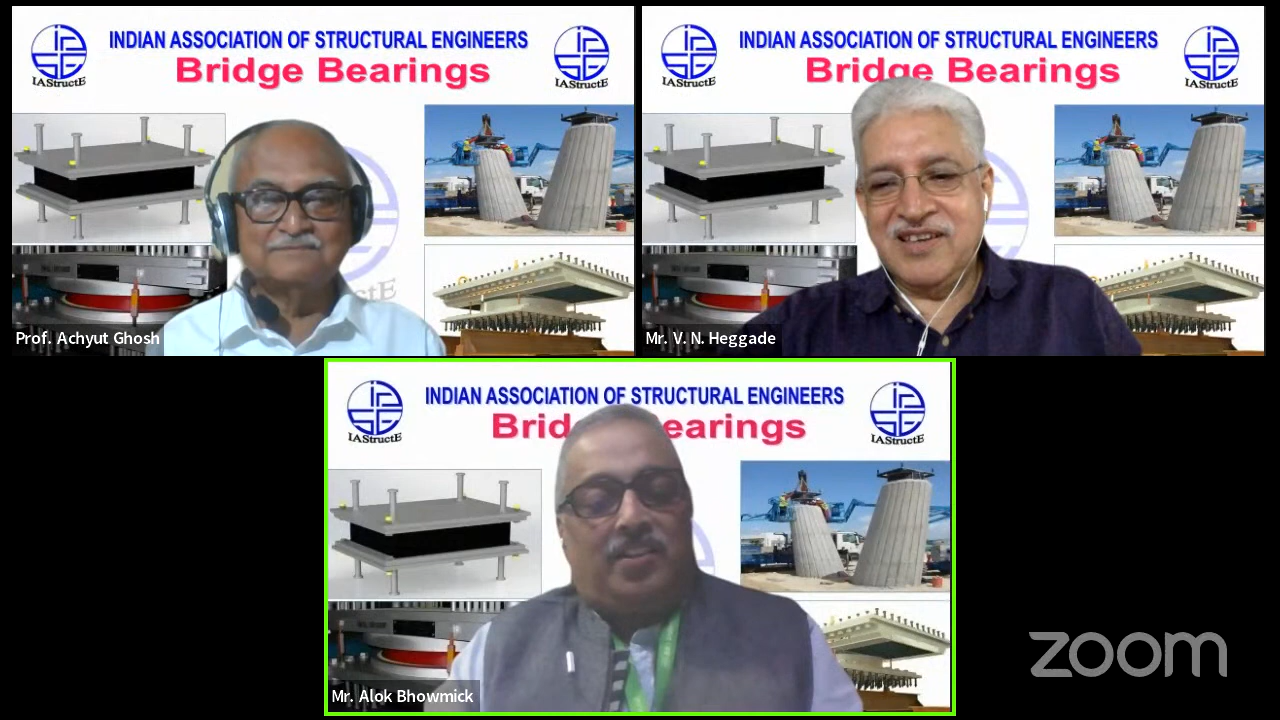 INDIAN ASSOCIATION OF STRUCTURAL ENGINEERS
Bridge Bearings
IAStructE
IAStructE
Prof. Achyut Ghosh
INDIAN ASSOCIATION OF STRUCTURAL ENGINEERS
Bridge Bearings
IAStructE
IAStructE
Mr. V. N. Heggade
INDIAN ASSOCIATION OF STRUCTURAL ENGINEERS
Brid earings
IAStructE
IAStructE
Mr. Alok Bhowmick
zoom